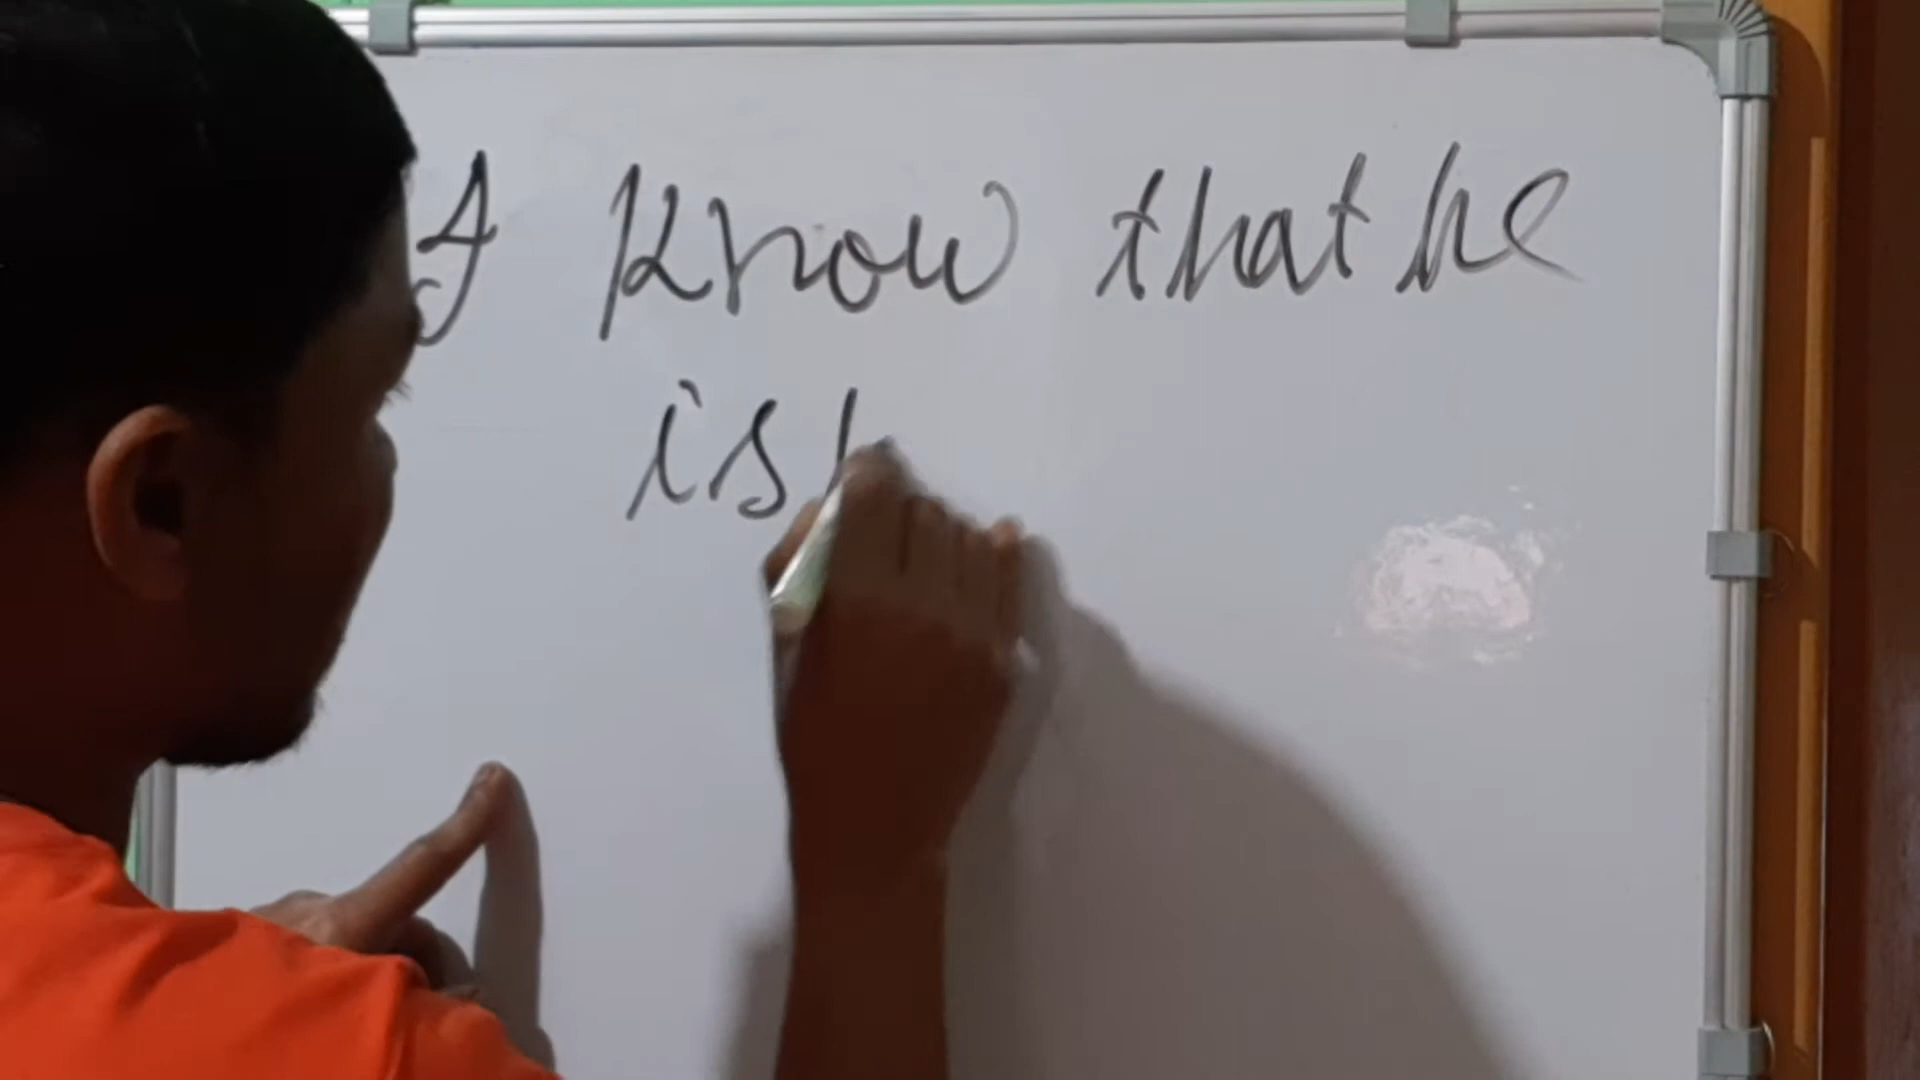 I know that he
is